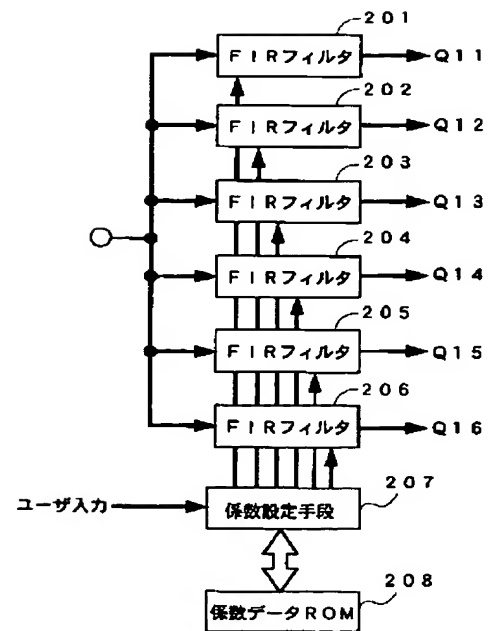 201
FIRフィルタ
Q11
202
FIRフィルタ
Q12
203
FIRフィルタ
Q13
204
FIRフィルタ
Q14
205
FIRフィルタ
Q15
206
FIRフィルタ
Q16
207
ユーザ入力
係数設定手段
208
係数データROM